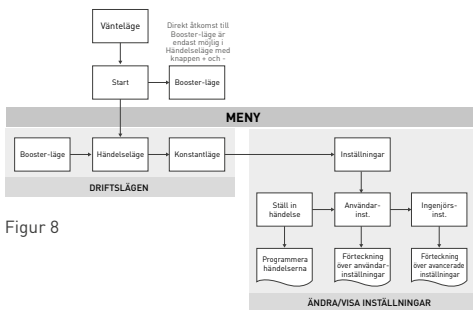 Vänteläge
Direkt åtkomst till
Booster-läge är
endast möjlig i
Händelseläge med
knappen + och -
Start
Booster-läge
MENY
Booster-läge
Händelseläge
Konstantläge
Inställningar
DRIFTSLÄGEN
Figur 8
Ställ in
händelse
Användar-
inst.
Ingenjörs-
inst.
Programmera
händelserna
Förteckning
över användar-
inställningar
Förteckning
över avancerade
inställningar
ÄNDRA/VISA INSTÄLLNINGAR